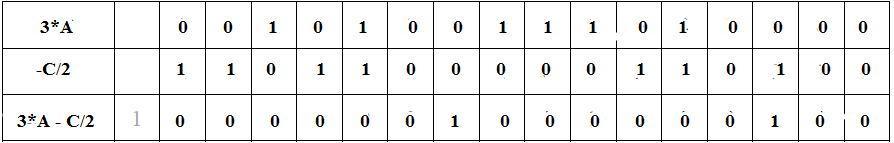 3*A 0 0 1 0 1 0 0 1 1 1 0 1 0 0 0 0
-C/2 1 1 0 1 1 0 0 0 0 0 1 1 0 1 0 0
3*A - C/2 1 0 0 0 0 0 0 1 0 0 0 0 0 0 1 0 0